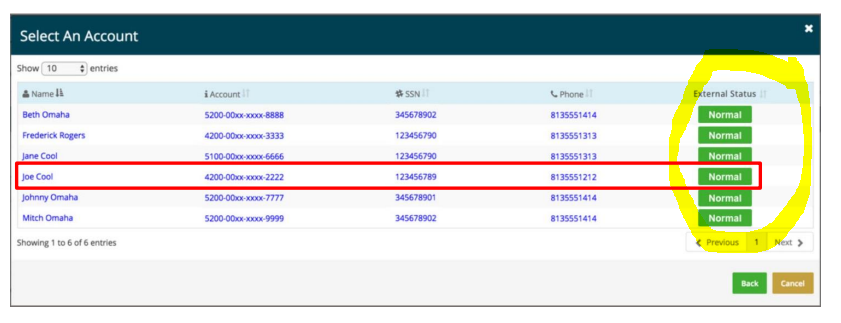 Select An Account ×
Show 10 entries
Name Account SSN Phone External Status
Beth Omaha 5200-00xx-xxxx-8888 345678902 8135551414 Normal
Frederick Rogers 4200-00xx-xxxx-3333 123456790 8135551313 Normal
Jane Cool 5100-00xx-xxxx-6666 123456790 8135551313 Normal
Joe Cool 4200-00xx-xxxx-2222 123456789 8135551212 Normal
Johnny Omaha 5200-00xx-xxxx-7777 345678901 8135551414 Normal
Mitch Omaha 5200-00xx-xxxx-9999 345678902 8135551414 Normal
Showing 1 to 6 of 6 entries Previous 1 Next
Back Cancel